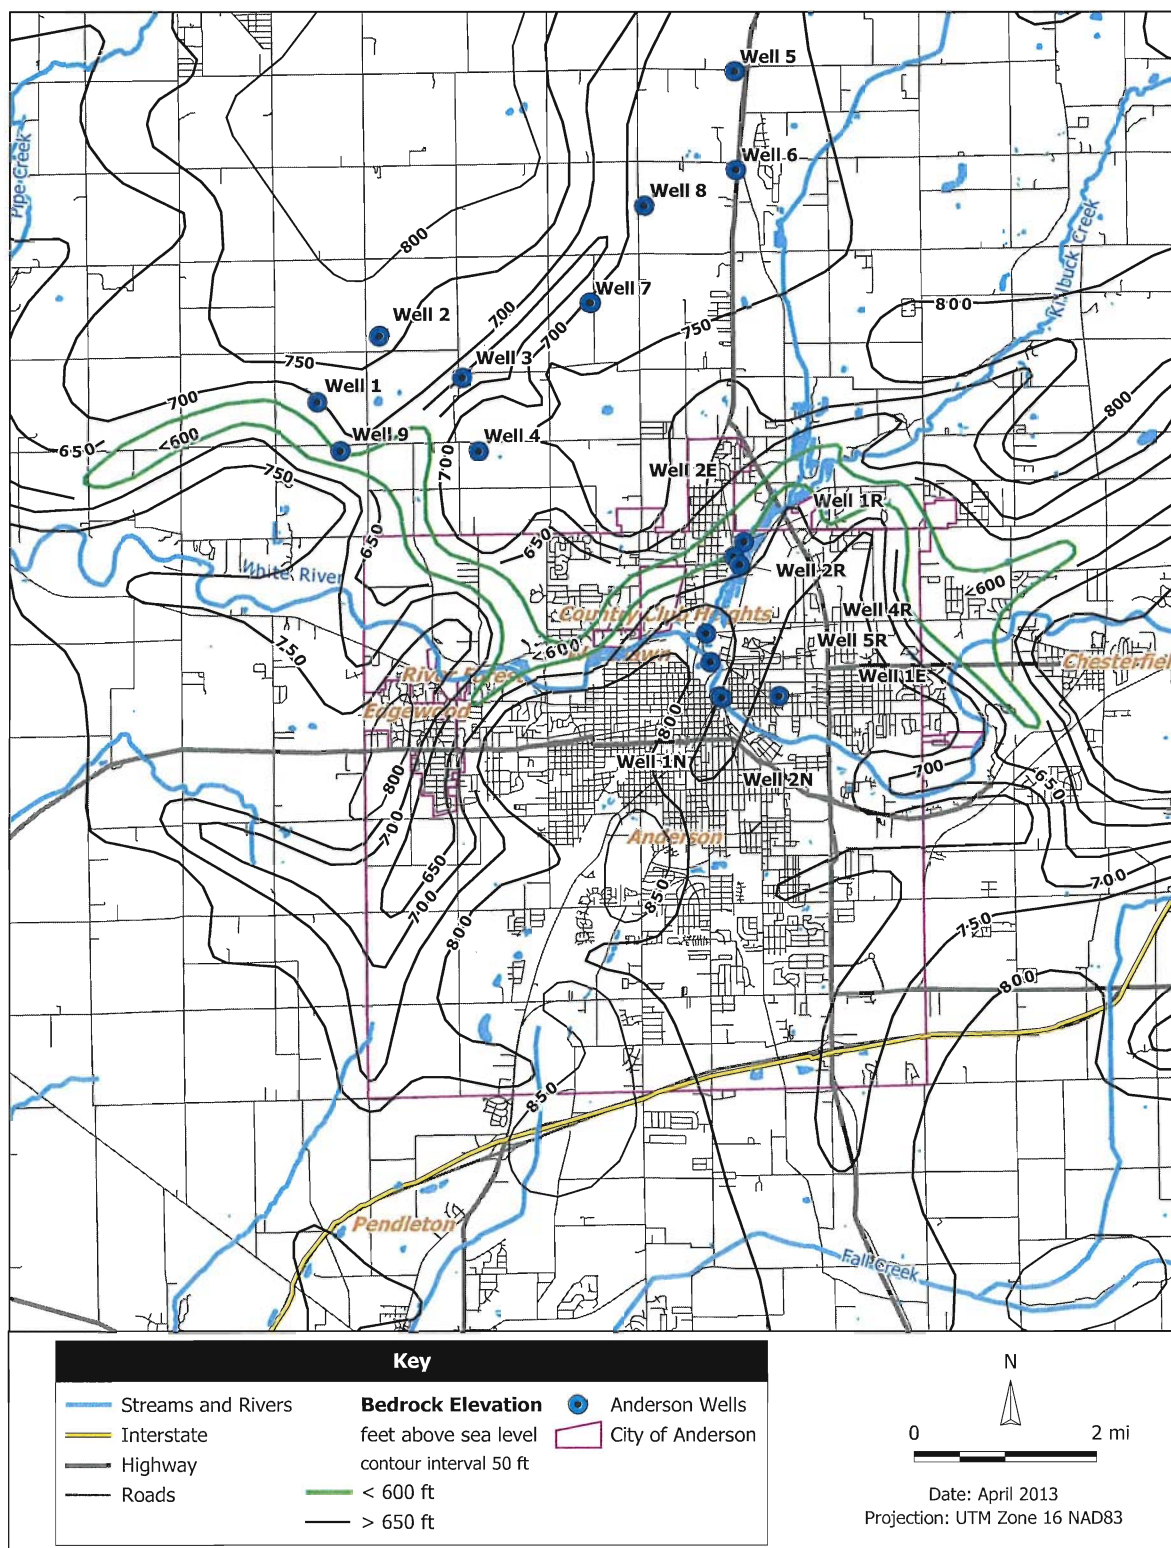 Well 5
Pipe Creek
Well 6
Well 8
Killbuck Creek
800
Well 7
800
Well 2
700
700
750
Well 3
750
Well 1
700
800
650
<600
Well 9
Well 4
750
700
Well 2E
Well 1R
650
650
White River
Well 2R
<600
Country Club Heights
Well 4R
750
<600
Well 5R
River Forest
Well 1E
Chesterfield
Edgewood
800
Well 1N
700
800
Well 2N
650
700
Anderson
650
700
850
700
800
750
800
850
Pendleton
Fall Creek
Key
Streams and Rivers
Interstate
Highway
Roads
Bedrock Elevation
feet above sea level
contour interval 50 ft
< 600 ft
> 650 ft
Anderson Wells
City of Anderson
N
0 2 mi
Date: April 2013
Projection: UTM Zone 16 NAD83